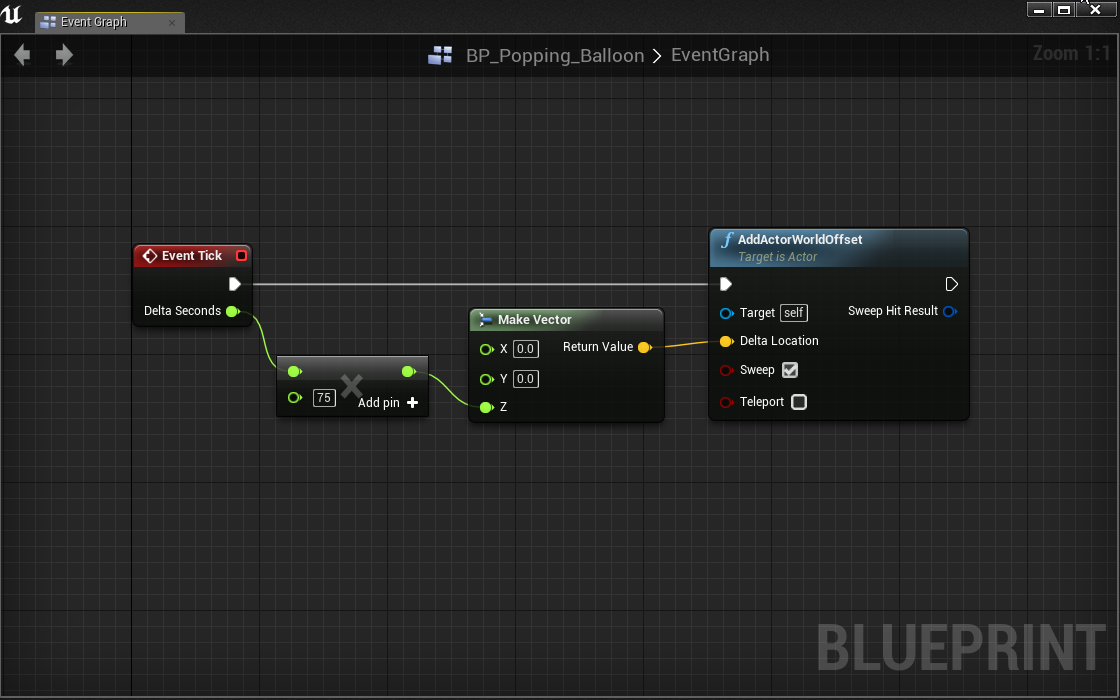 Event Graph
BP_Popping_Balloon > EventGraph
Zoom 1:1
Event Tick
Delta Seconds
75
Add pin
Make Vector
X 0.0
Return Value
Y 0.0
Z
f AddActorWorldOffset
Target is Actor
Target self
Sweep Hit Result
Delta Location
Sweep
Teleport
BLUEPRINT